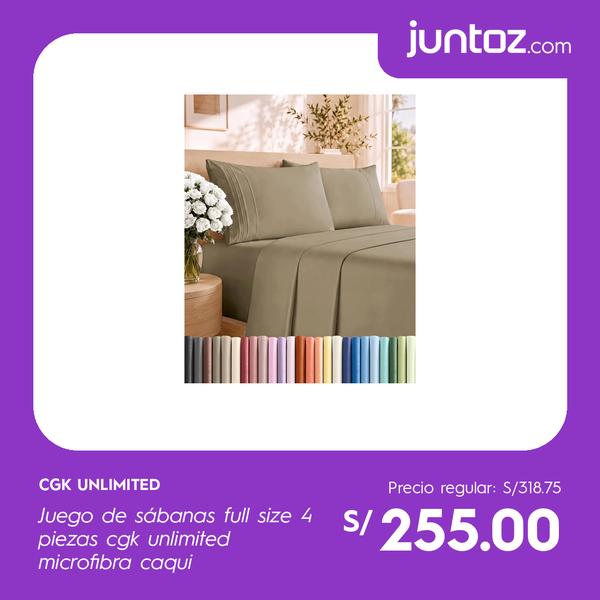 juntoz.com
CGK UNLIMITED
Juego de sábanas full size 4
piezas cgk unlimited
microfibra caqui
Precio regular: S/318.75
S/255.00